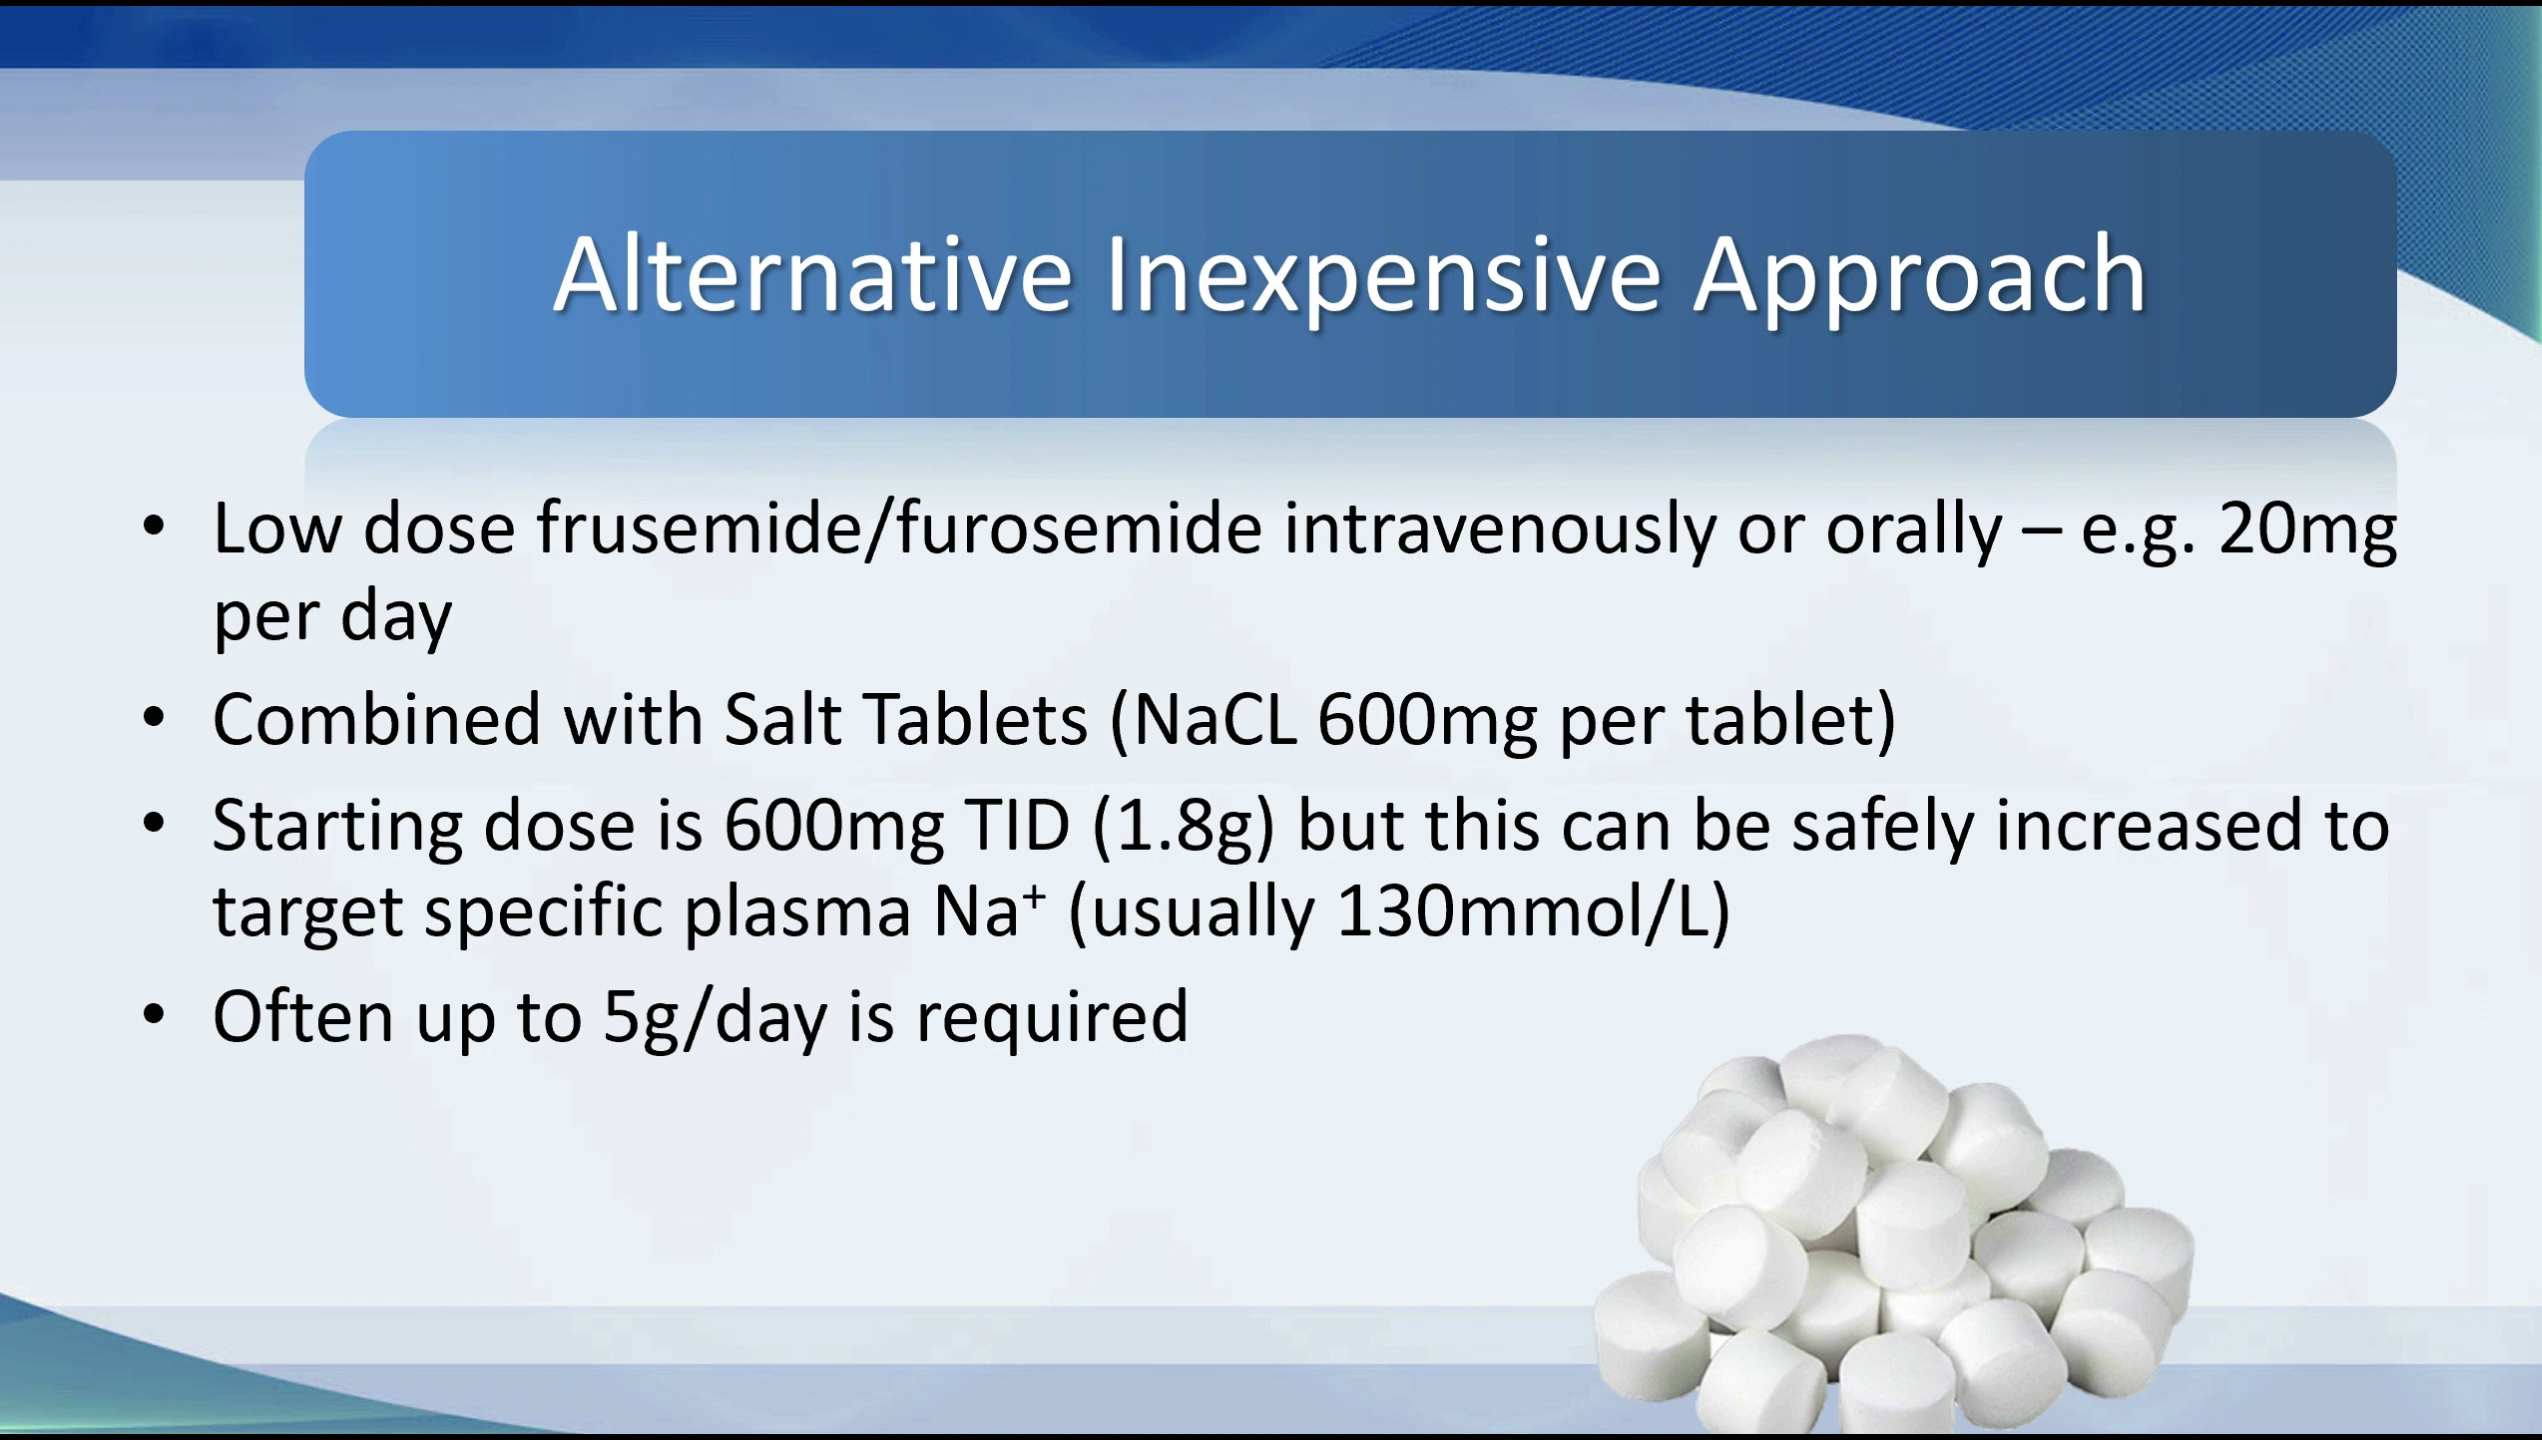 Alternative Inexpensive Approach
• Low dose frusemide/furosemide intravenously or orally – e.g. 20mg
per day
• Combined with Salt Tablets (NaCL 600mg per tablet)
• Starting dose is 600mg TID (1.8g) but this can be safely increased to
target specific plasma Na⁺ (usually 130mmol/L)
• Often up to 5g/day is required